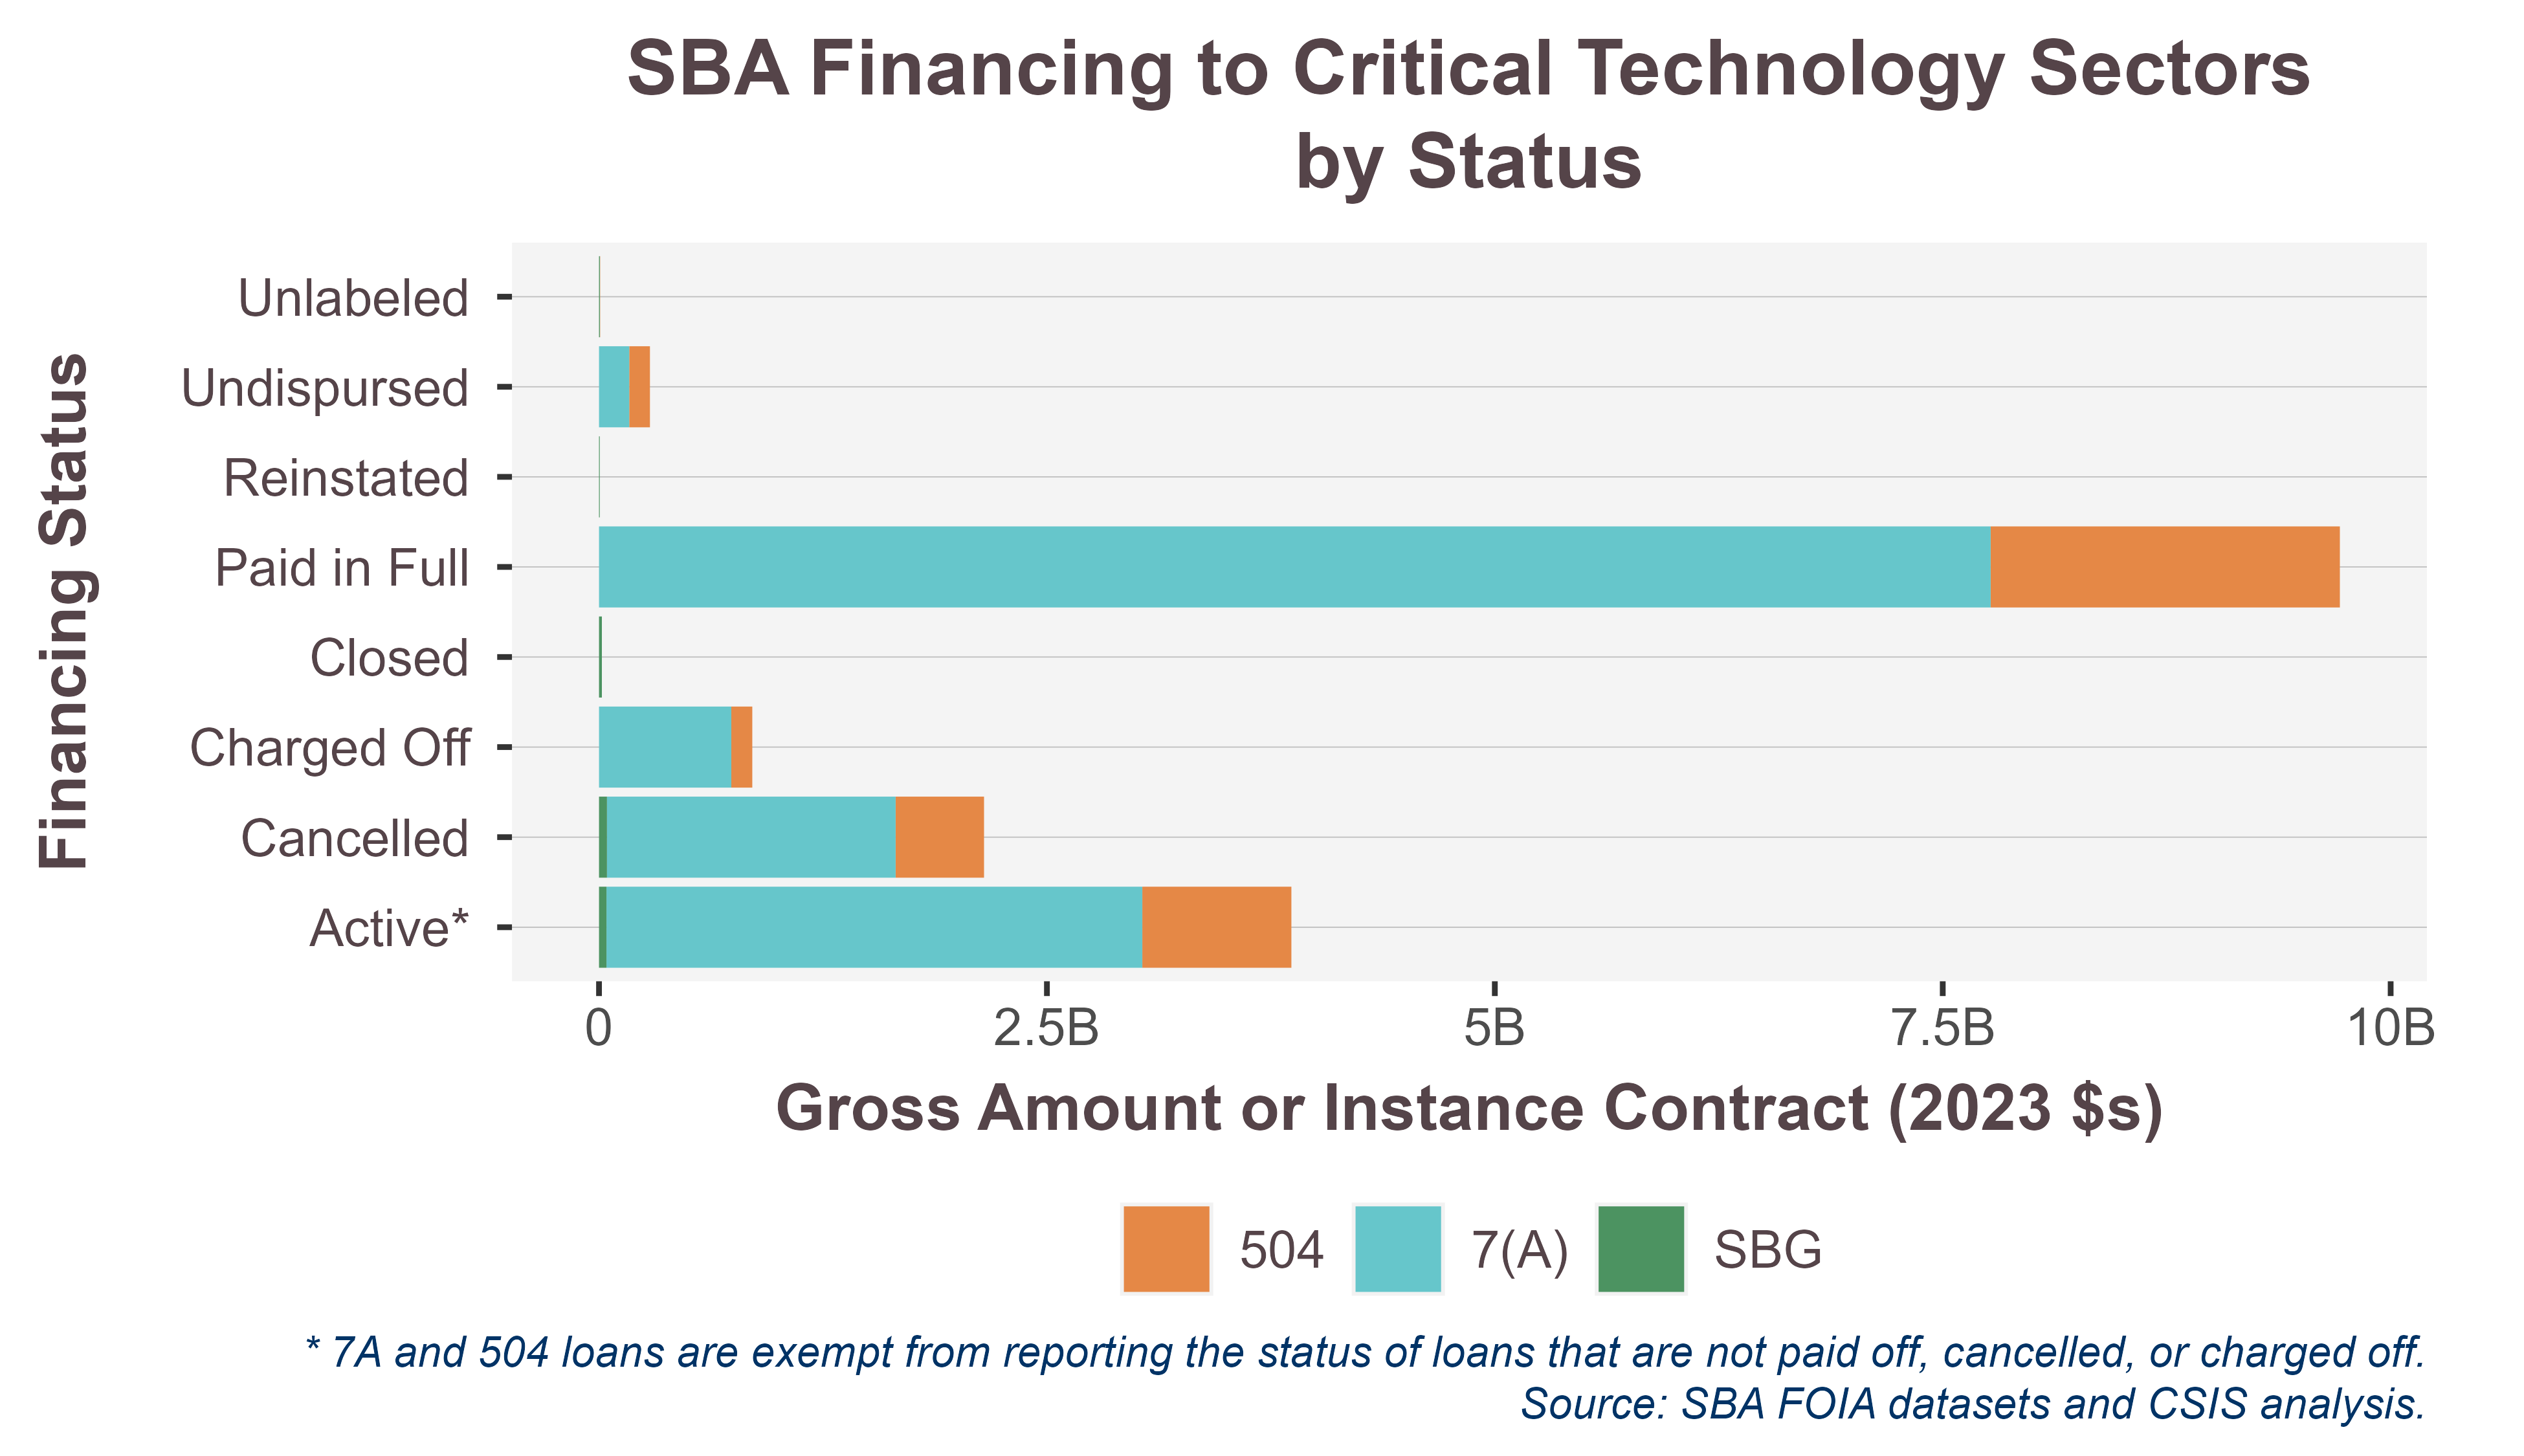 SBA Financing to Critical Technology Sectors
by Status
Financing Status
Unlabeled
Undispursed
Reinstated
Paid in Full
Closed
Charged Off
Cancelled
Active*
0 2.5B 5B 7.5B 10B
Gross Amount or Instance Contract (2023 $s)
504 7(A) SBG
* 7A and 504 loans are exempt from reporting the status of loans that are not paid off, cancelled, or charged off.
Source: SBA FOIA datasets and CSIS analysis.